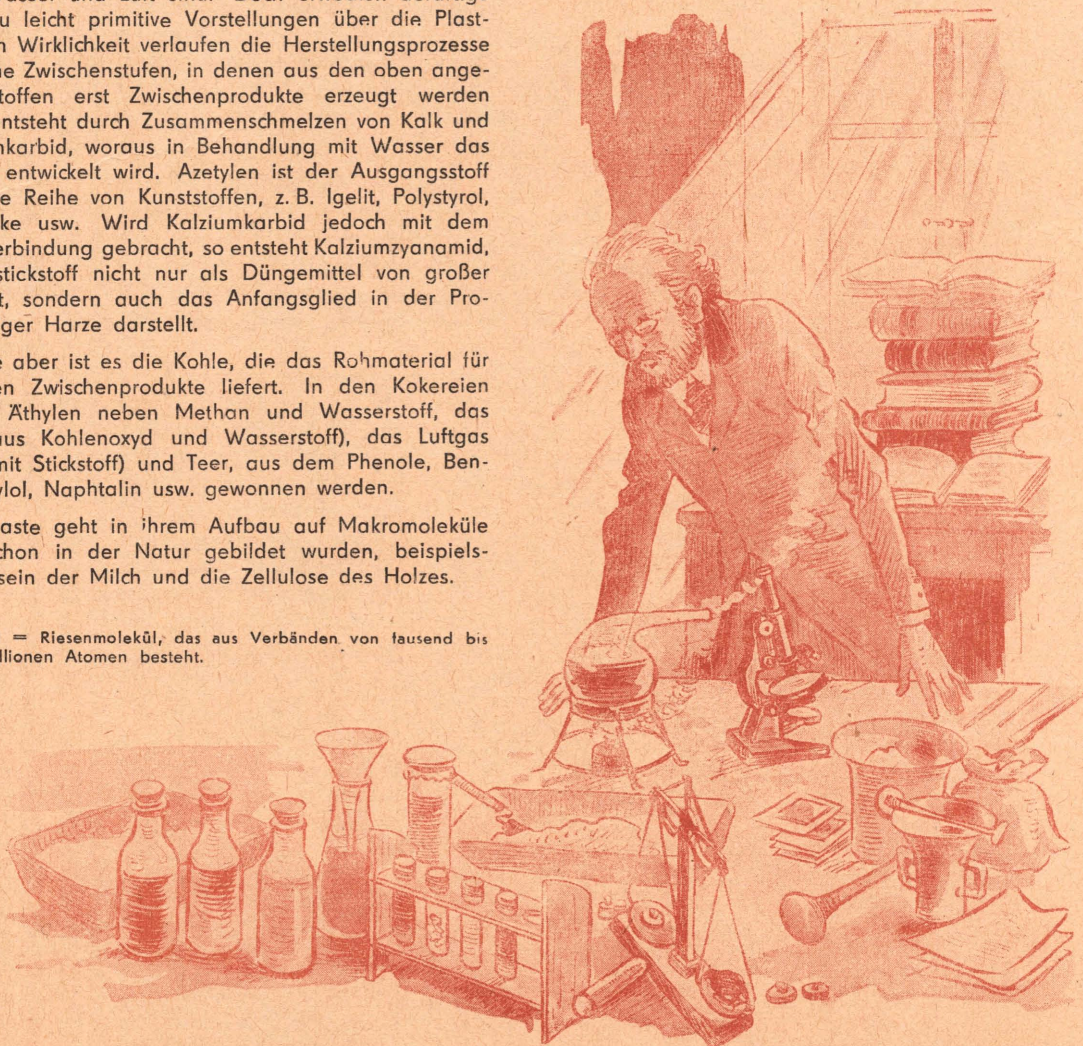 zu leicht primitive Vorstellungen über die Plast-
n Wirklichkeit verlaufen die Herstellungsprozesse
e Zwischenstufen, in denen aus den oben ange-
toffen erst Zwischenprodukte erzeugt werden
ntsteht durch Zusammenschmelzen von Kalk und
nkarbid, woraus in Behandlung mit Wasser das
entwickelt wird. Azetylen ist der Ausgangsstoff
e Reihe von Kunststoffen, z. B. Igelit, Polystyrol,
ke usw. Wird Kalziumkarbid jedoch mit dem
erbindung gebracht, so entsteht Kalziumzyanamid,
stickstoff nicht nur als Düngemittel von großer
t, sondern auch das Anfangsglied in der Pro-
ger Harze darstellt.
e aber ist es die Kohle, die das Rohmaterial für
en Zwischenprodukte liefert. In den Kokereien
Äthylen neben Methan und Wasserstoff, das
aus Kohlenoxyd und Wasserstoff), das Luftgas
mit Stickstoff) und Teer, aus dem Phenole, Ben-
ylol, Naphtalin usw. gewonnen werden.
aste geht in ihrem Aufbau auf Makromoleküle
chon in der Natur gebildet wurden, beispiels-
sein der Milch und die Zellulose des Holzes.
= Riesenmolekül, das aus Verbänden von tausend bis
llionen Atomen besteht.